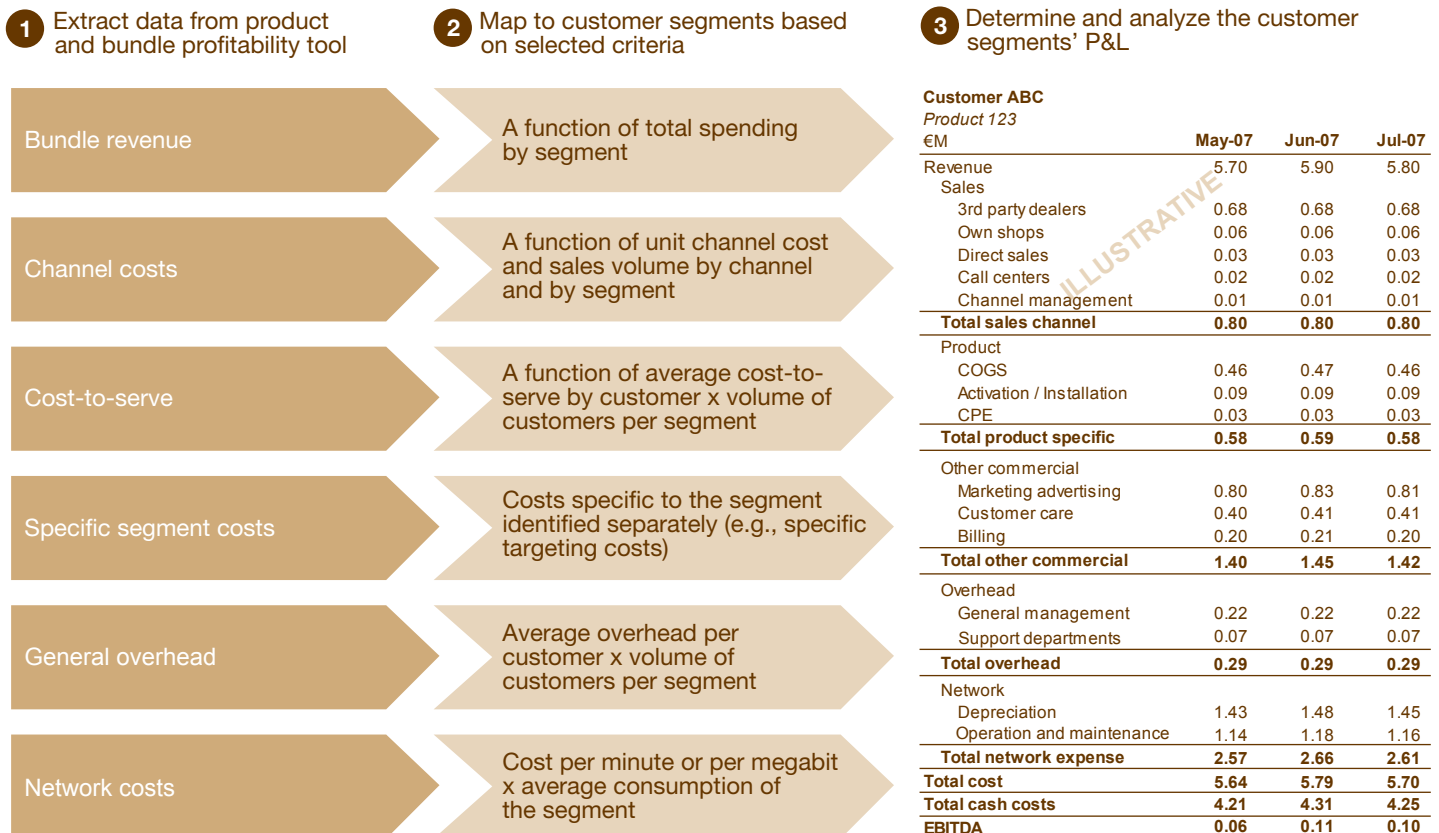 1 Extract data from product
and bundle profitability tool
Bundle revenue
Channel costs
Cost-to-serve
Specific segment costs
General overhead
Network costs
2 Map to customer segments based
on selected criteria
A function of total spending
by segment
A function of unit channel cost
and sales volume by channel
and by segment
A function of average cost-to-
serve by customer x volume of
customers per segment
Costs specific to the segment
identified separately (e.g., specific
targeting costs)
Average overhead per
customer x volume of
customers per segment
Cost per minute or per megabit
x average consumption of
the segment
3 Determine and analyze the customer
segments' P&L
Customer ABC
Product 123
€M May-07 Jun-07 Jul-07
Revenue 5.70 5.90 5.80
Sales
3rd party dealers 0.68 0.68 0.68
Own shops 0.06 0.06 0.06
Direct sales 0.03 0.03 0.03
Call centers 0.02 0.02 0.02
Channel management 0.01 0.01 0.01
ILLUSTRATIVE
Total sales channel 0.80 0.80 0.80
Product
COGS 0.46 0.47 0.46
Activation / Installation 0.09 0.09 0.09
CPE 0.03 0.03 0.03
Total product specific 0.58 0.59 0.58
Other commercial
Marketing advertising 0.80 0.83 0.81
Customer care 0.40 0.41 0.41
Billing 0.20 0.21 0.20
Total other commercial 1.40 1.45 1.42
Overhead
General management 0.22 0.22 0.22
Support departments 0.07 0.07 0.07
Total overhead 0.29 0.29 0.29
Network
Depreciation 1.43 1.48 1.45
Operation and maintenance 1.14 1.18 1.16
Total network expense 2.57 2.66 2.61
Total cost 5.64 5.79 5.70
Total cash costs 4.21 4.31 4.25
EBITDA 0.06 0.11 0.10